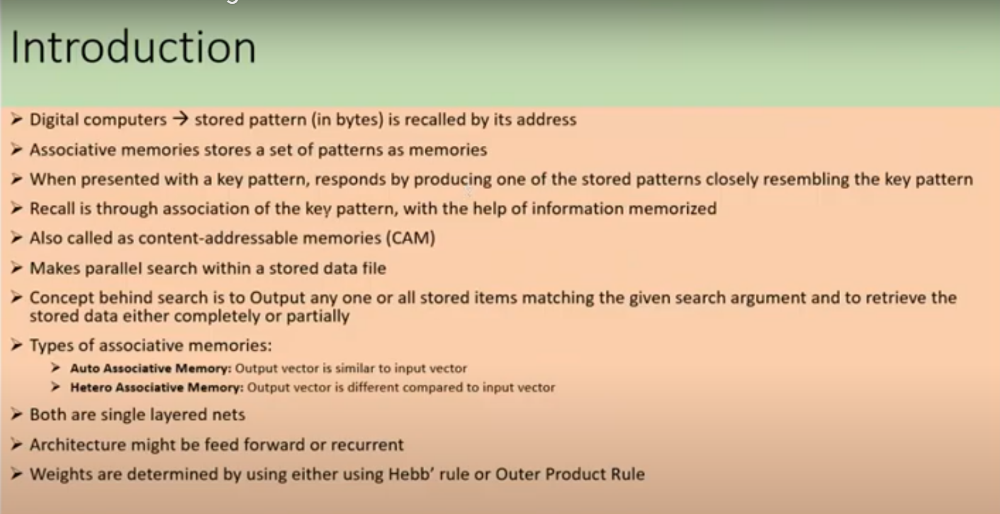 Introduction
➤ Digital computers → stored pattern (in bytes) is recalled by its address
➤ Associative memories stores a set of patterns as memories
➤ When presented with a key pattern, responds by producing one of the stored patterns closely resembling the key pattern
➤ Recall is through association of the key pattern, with the help of information memorized
➤ Also called as content-addressable memories (CAM)
➤ Makes parallel search within a stored data file
➤ Concept behind search is to Output any one or all stored items matching the given search argument and to retrieve the
stored data either completely or partially
➤ Types of associative memories:
➤ Auto Associative Memory: Output vector is similar to input vector
➤ Hetero Associative Memory: Output vector is different compared to input vector
➤ Both are single layered nets
➤ Architecture might be feed forward or recurrent
➤ Weights are determined by using either using Hebb’ rule or Outer Product Rule